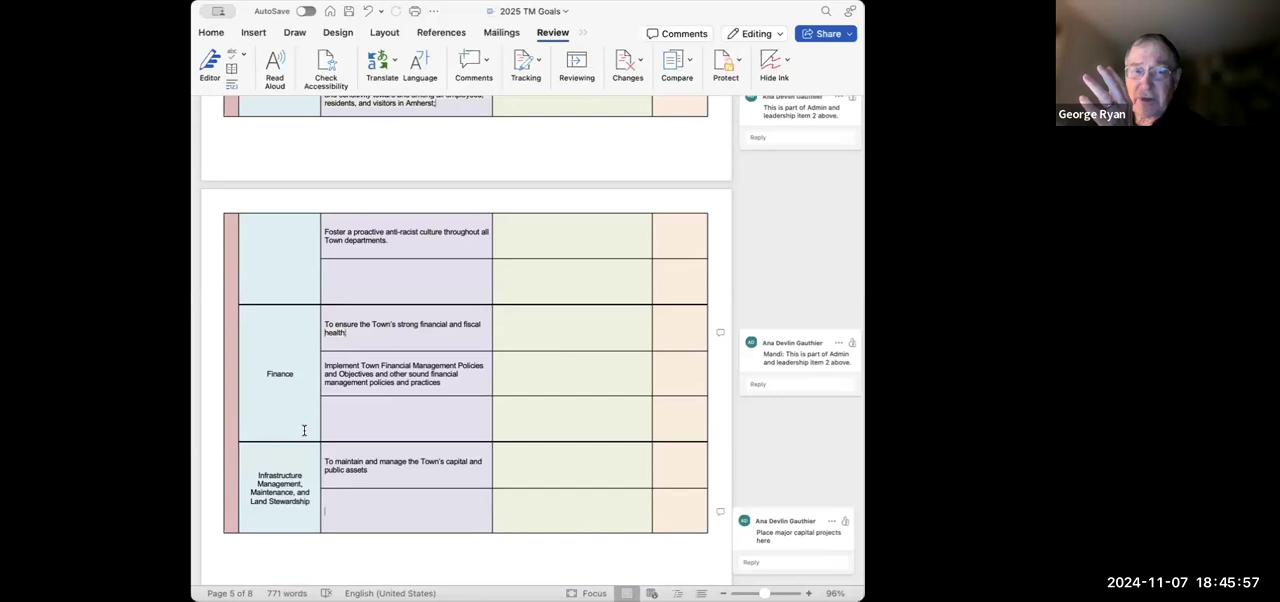 AutoSave
2025 TM Goals
Home Insert Draw Design Layout References Mailings Review Comments Editing Share
Editor Read Aloud Check Accessibility Translate Language Comments Tracking Reviewing Changes Compare Protect Hide Ink
residents, and visitors in Amherst;
Ana Devlin Gauthier
This is part of Admin and
leadership item 2 above.
Reply
George Ryan
Foster a proactive anti-racist culture throughout all
Town departments.
Finance
To ensure the Town's strong financial and fiscal
health
Implement Town Financial Management Policies
and Objectives and other sound financial
management policies and practices
Ana Devlin Gauthier
Mandi: This is part of Admin
and leadership item 2 above.
Reply
Infrastructure
Management,
Maintenance, and
Land Stewardship
To maintain and manage the Town's capital and
public assets
Ana Devlin Gauthier
Place major capital projects
here
Reply
Page 5 of 8 771 words English (United States) Focus 96%
2024-11-07 18:45:57